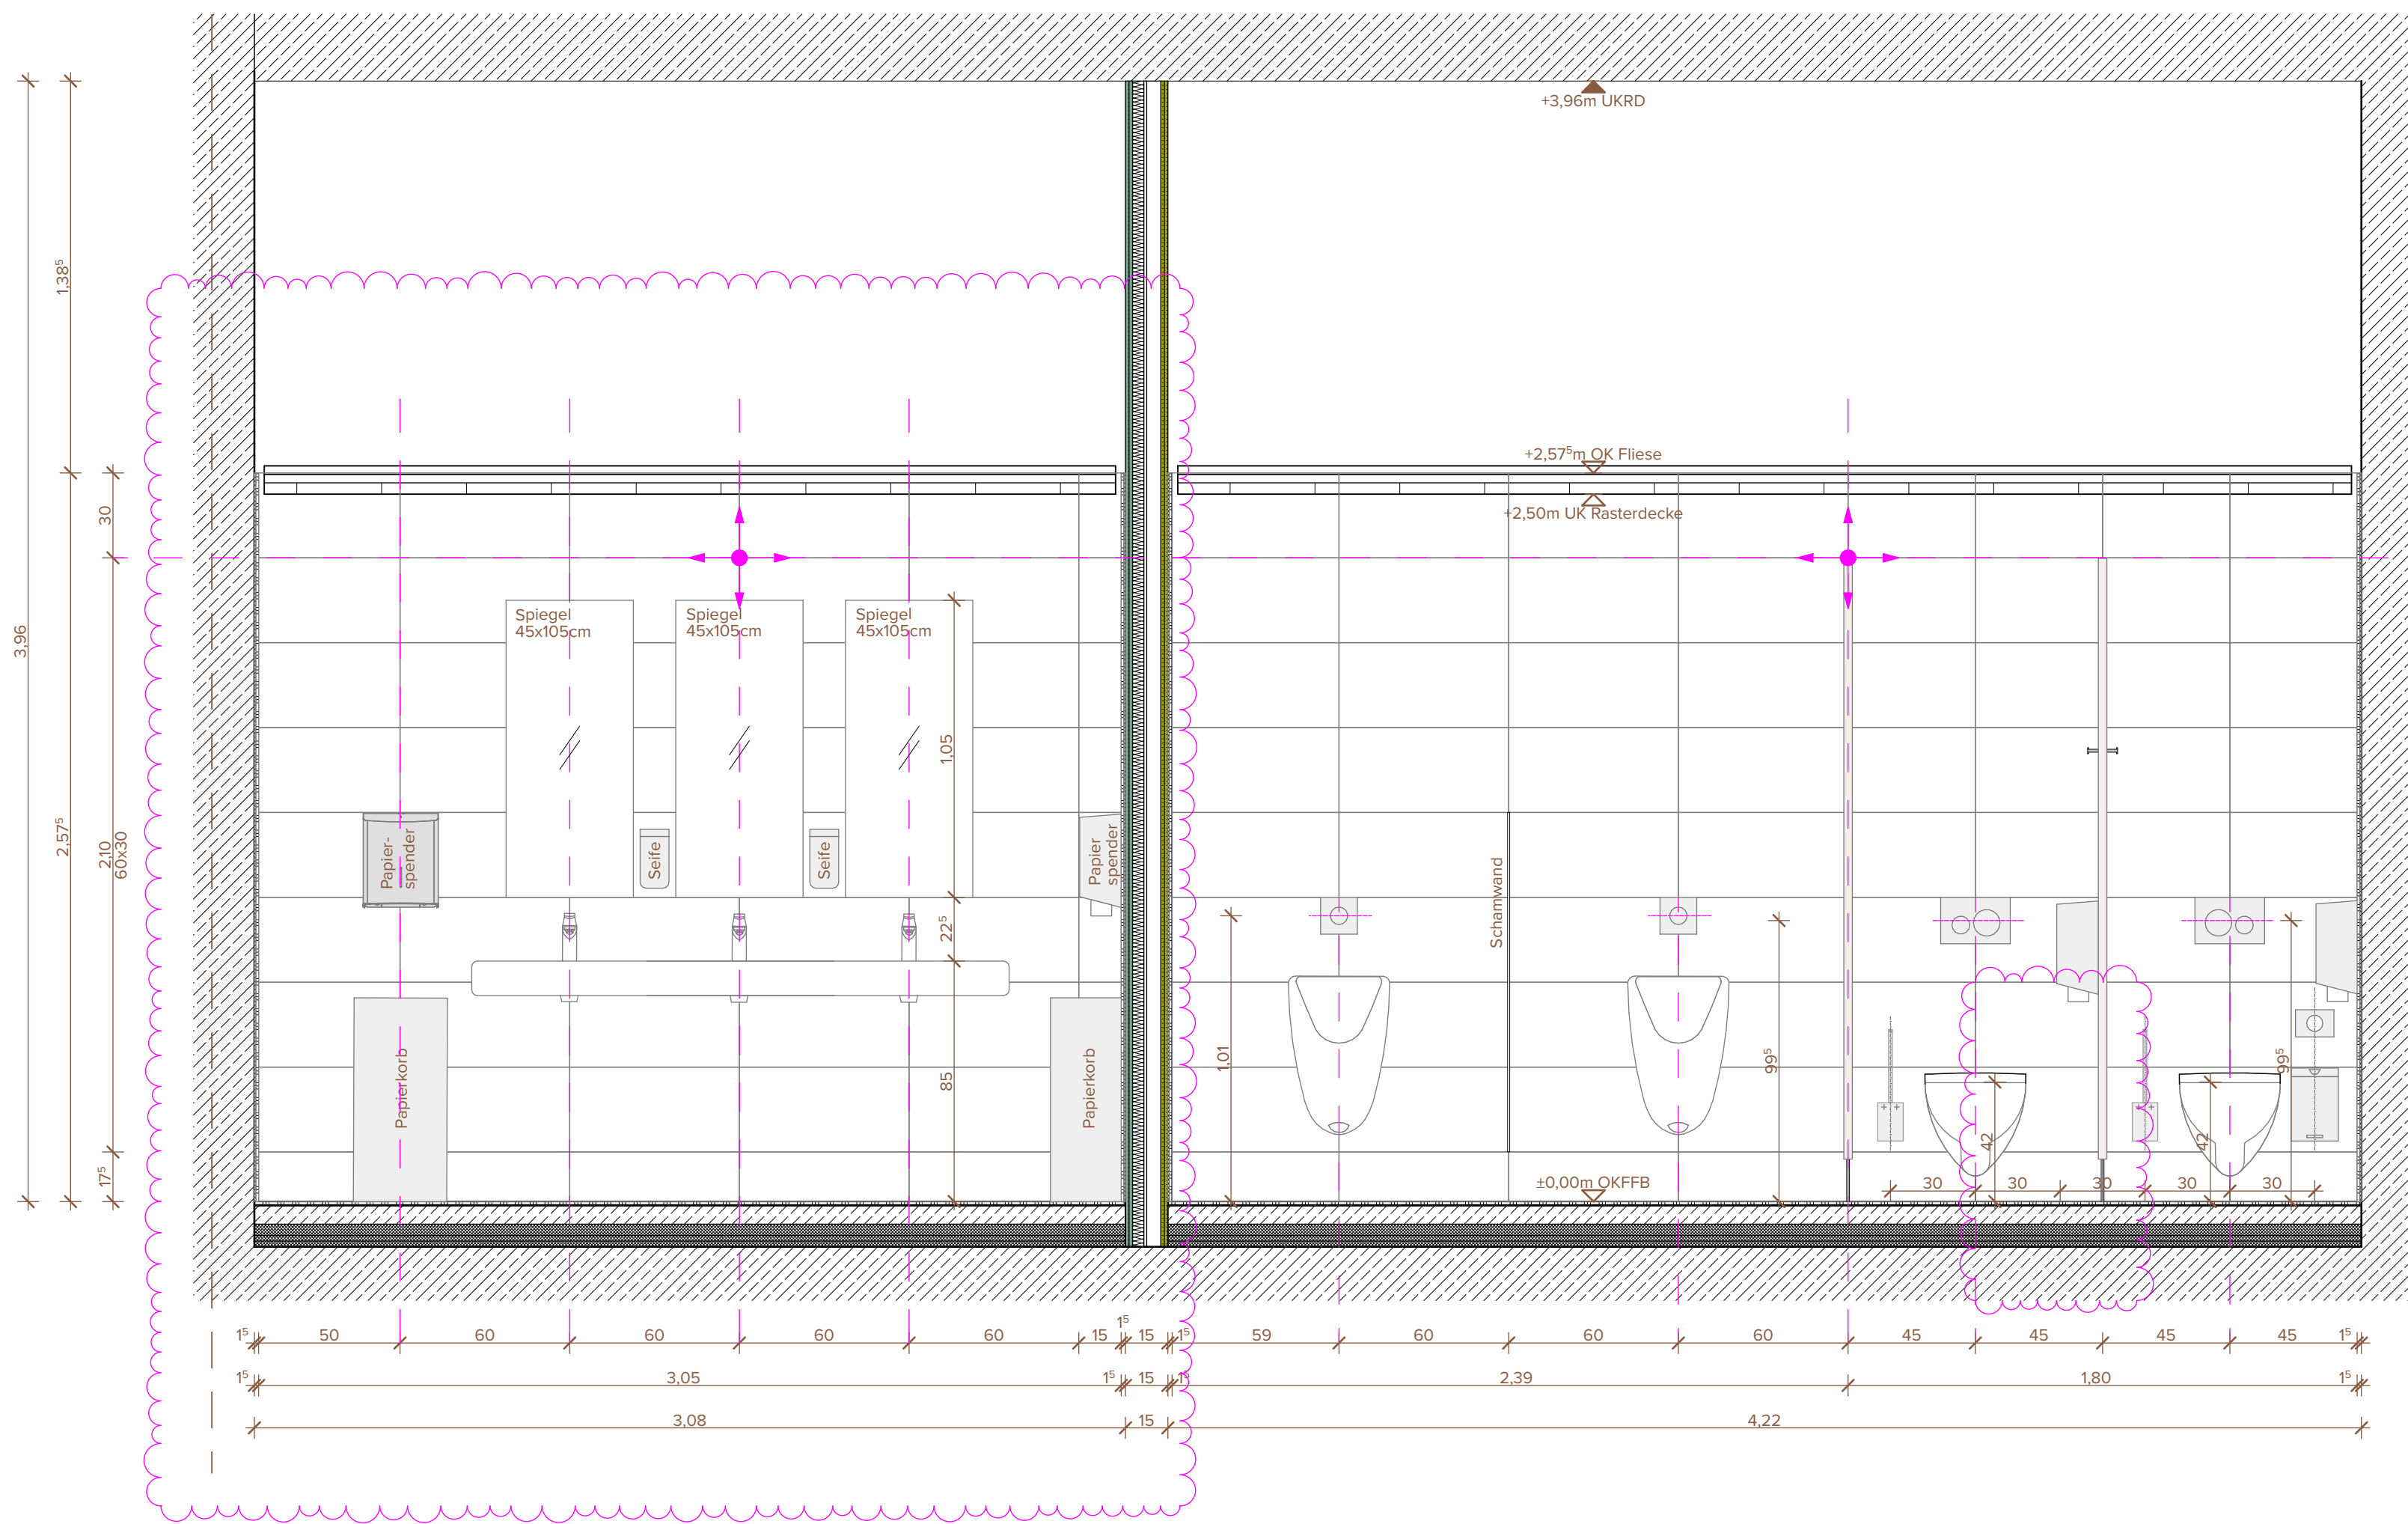 +3,96m UKRD
1,38⁵
3,96
+2,57⁵m OK Fliese
+2,50m UK Rasterdecke
30
2,57⁵
2,10
60x30
17⁵
Spiegel
45x105cm
Spiegel
45x105cm
Spiegel
45x105cm
1,05
Papier-
spender
Seife
Seife
Papier
spender
22⁵
85
Papierkorb
Papierkorb
Schamwand
1,01
99⁵
99⁵
42
42
±0,00m OKFFB
30
30
30
30
30
1⁵
50
60
60
60
60
15
1⁵
15
1⁵
59
60
60
60
45
45
45
45
1⁵
1⁵
3,05
1⁵
15
1⁵
2,39
1,80
1⁵
3,08
15
4,22